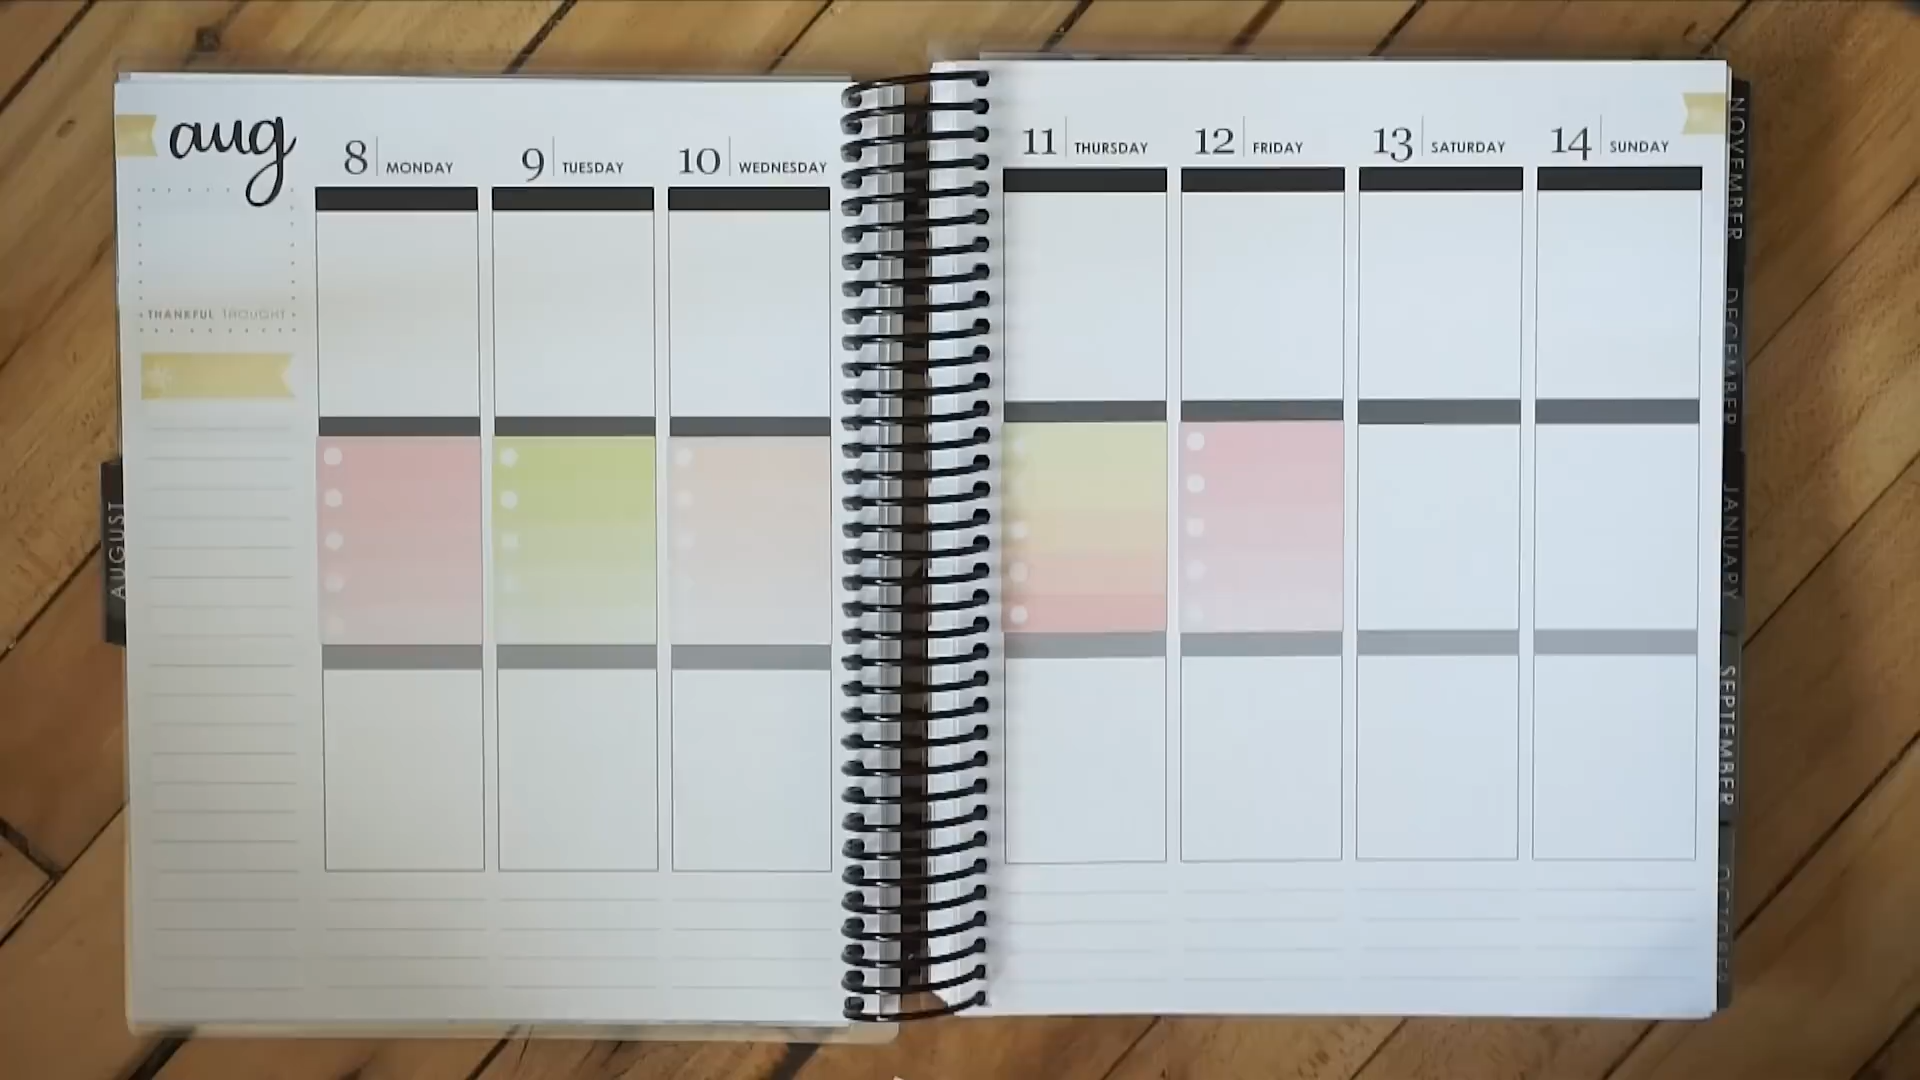 aug
8 MONDAY
9 TUESDAY
10 WEDNESDAY
11 THURSDAY
12 FRIDAY
13 SATURDAY
14 SUNDAY
THANKFUL THOUGHT
AUGUST
NOVEMBER
DECEMBER
JANUARY
SEPTEMBER
OCTOBER